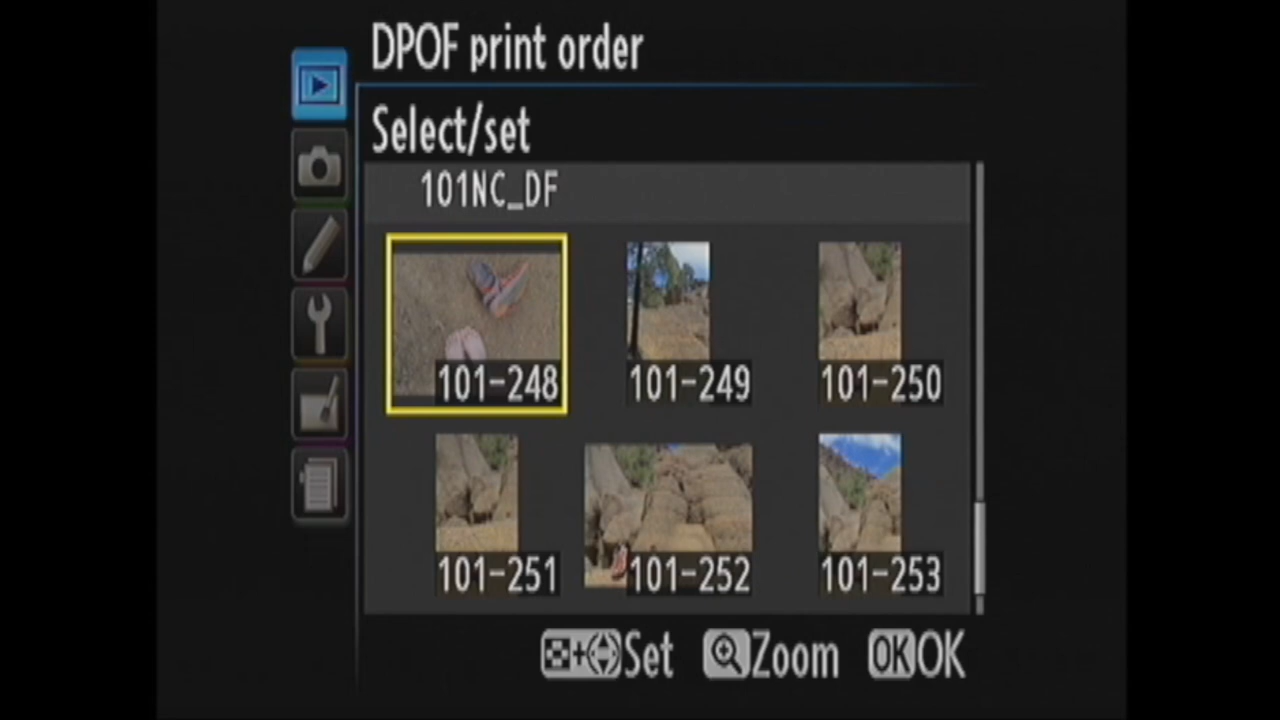 DPOF print order
Select/set
101NC_DF
101-248
101-249
101-250
101-251
101-252
101-253
Set
Zoom
OK OK